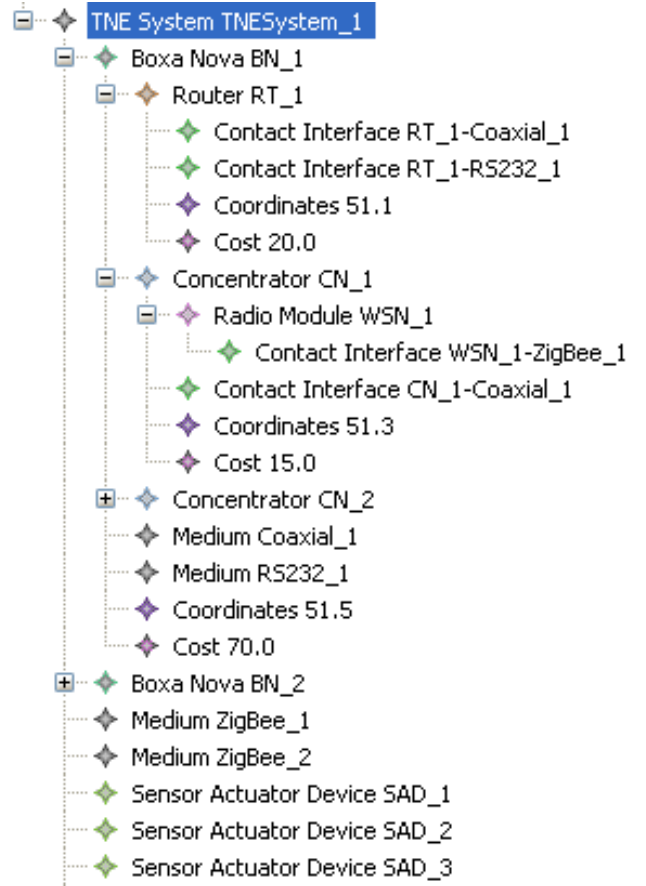 TNE System TNESystem_1
Boxa Nova BN_1
Router RT_1
Contact Interface RT_1-Coaxial_1
Contact Interface RT_1-RS232_1
Coordinates 51.1
Cost 20.0
Concentrator CN_1
Radio Module WSN_1
Contact Interface WSN_1-ZigBee_1
Contact Interface CN_1-Coaxial_1
Coordinates 51.3
Cost 15.0
Concentrator CN_2
Medium Coaxial_1
Medium RS232_1
Coordinates 51.5
Cost 70.0
Boxa Nova BN_2
Medium ZigBee_1
Medium ZigBee_2
Sensor Actuator Device SAD_1
Sensor Actuator Device SAD_2
Sensor Actuator Device SAD_3